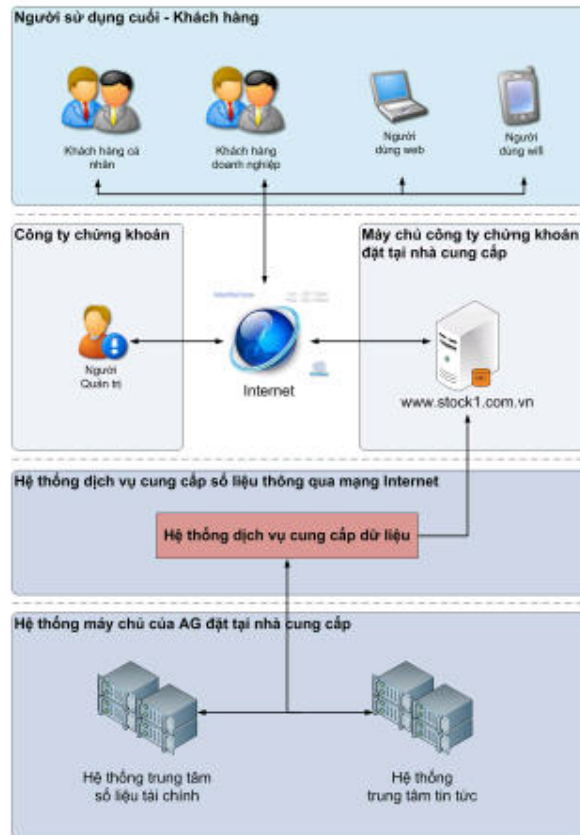 Người sử dụng cuối - Khách hàng
Khách hàng cá
nhân
Khách hàng
doanh nghiệp
Người
dùng web
Người
dùng wifi
Công ty chứng khoán
Máy chủ công ty chứng khoán
đặt tại nhà cung cấp
Người
Quản trị
Internet
www.stock1.com.vn
Hệ thống dịch vụ cung cấp số liệu thông qua mạng Internet
Hệ thống dịch vụ cung cấp dữ liệu
Hệ thống máy chủ của AG đặt tại nhà cung cấp
Hệ thống trung tâm
số liệu tài chính
Hệ thống
trung tâm tin tức